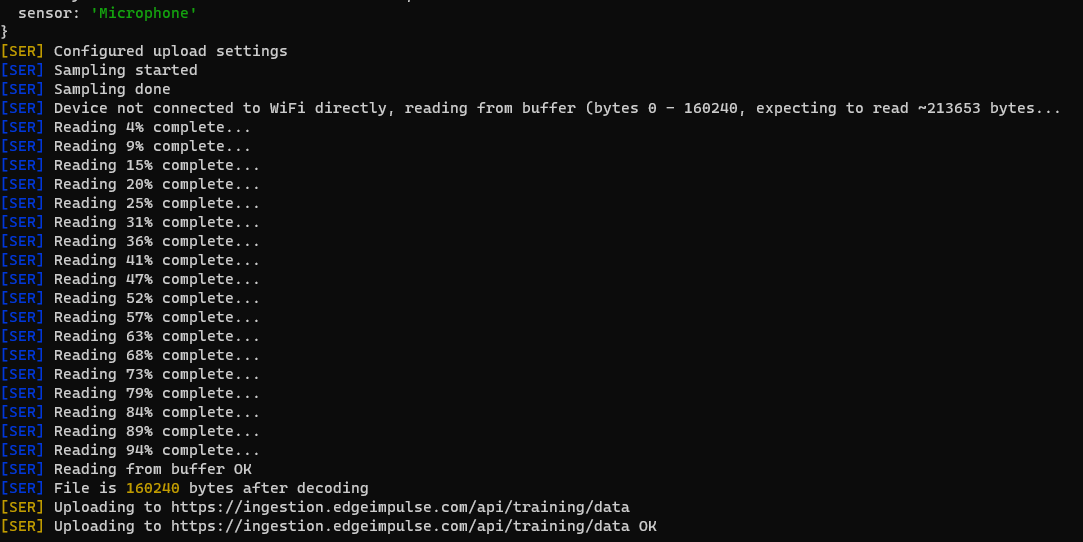 sensor: 'Microphone'
}
[SER] Configured upload settings
[SER] Sampling started
[SER] Sampling done
[SER] Device not connected to WiFi directly, reading from buffer (bytes 0 - 160240, expecting to read ~213653 bytes...
[SER] Reading 4% complete...
[SER] Reading 9% complete...
[SER] Reading 15% complete...
[SER] Reading 20% complete...
[SER] Reading 25% complete...
[SER] Reading 31% complete...
[SER] Reading 36% complete...
[SER] Reading 41% complete...
[SER] Reading 47% complete...
[SER] Reading 52% complete...
[SER] Reading 57% complete...
[SER] Reading 63% complete...
[SER] Reading 68% complete...
[SER] Reading 73% complete...
[SER] Reading 79% complete...
[SER] Reading 84% complete...
[SER] Reading 89% complete...
[SER] Reading 94% complete...
[SER] Reading from buffer OK
[SER] File is 160240 bytes after decoding
[SER] Uploading to https://ingestion.edgeimpulse.com/api/training/data
[SER] Uploading to https://ingestion.edgeimpulse.com/api/training/data OK